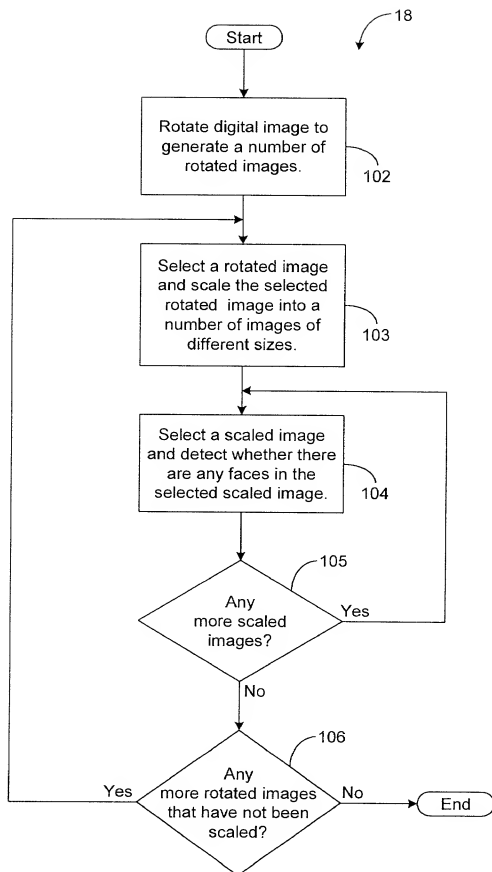 18
Start
Rotate digital image to
generate a number of
rotated images.
102
Select a rotated image
and scale the selected
rotated image into a
number of images of
different sizes.
103
Select a scaled image
and detect whether there
are any faces in the
selected scaled image.
104
105
Any
more scaled
images?
Yes
No
106
Any
more rotated images
that have not been
scaled?
Yes
No
End